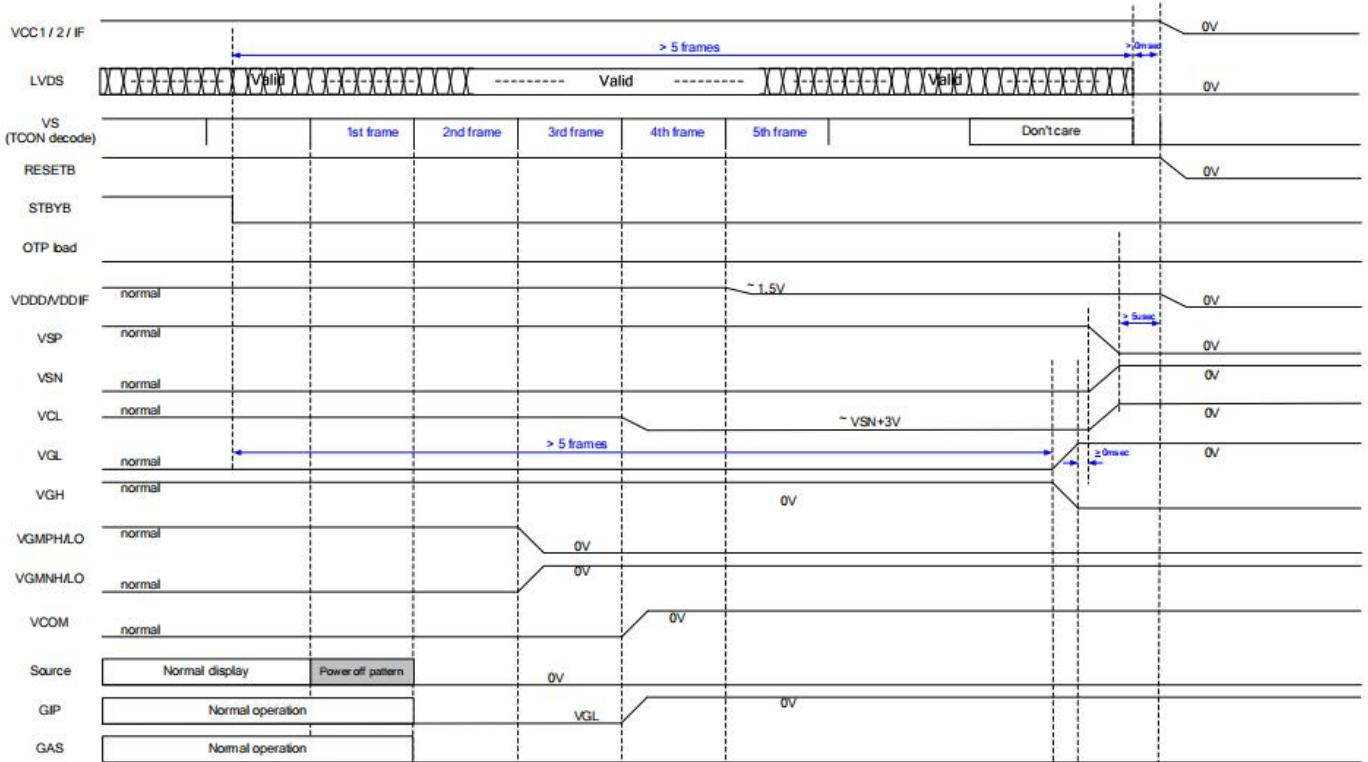 VCC1 / 2 / IF 0V
> 5 frames > 0msec
LVDS Valid Valid Valid 0V
VS
(TCON decode) 1st frame 2nd frame 3rd frame 4th frame 5th frame Don't care
RESETB 0V
STBYB
OTP load
VDDD/VDDIF normal ~ 1.5V 0V
> 5usec
VSP normal 0V
VSN normal 0V
VCL normal ~ VSN+3V 0V
> 5 frames
VGL normal ≥ 0msec 0V
VGH normal 0V
VGMPH/LO normal 0V
VGMNH/LO normal 0V
VCOM normal 0V
Source Normal display Power off pattern 0V
GIP Normal operation VGL 0V
GAS Normal operation